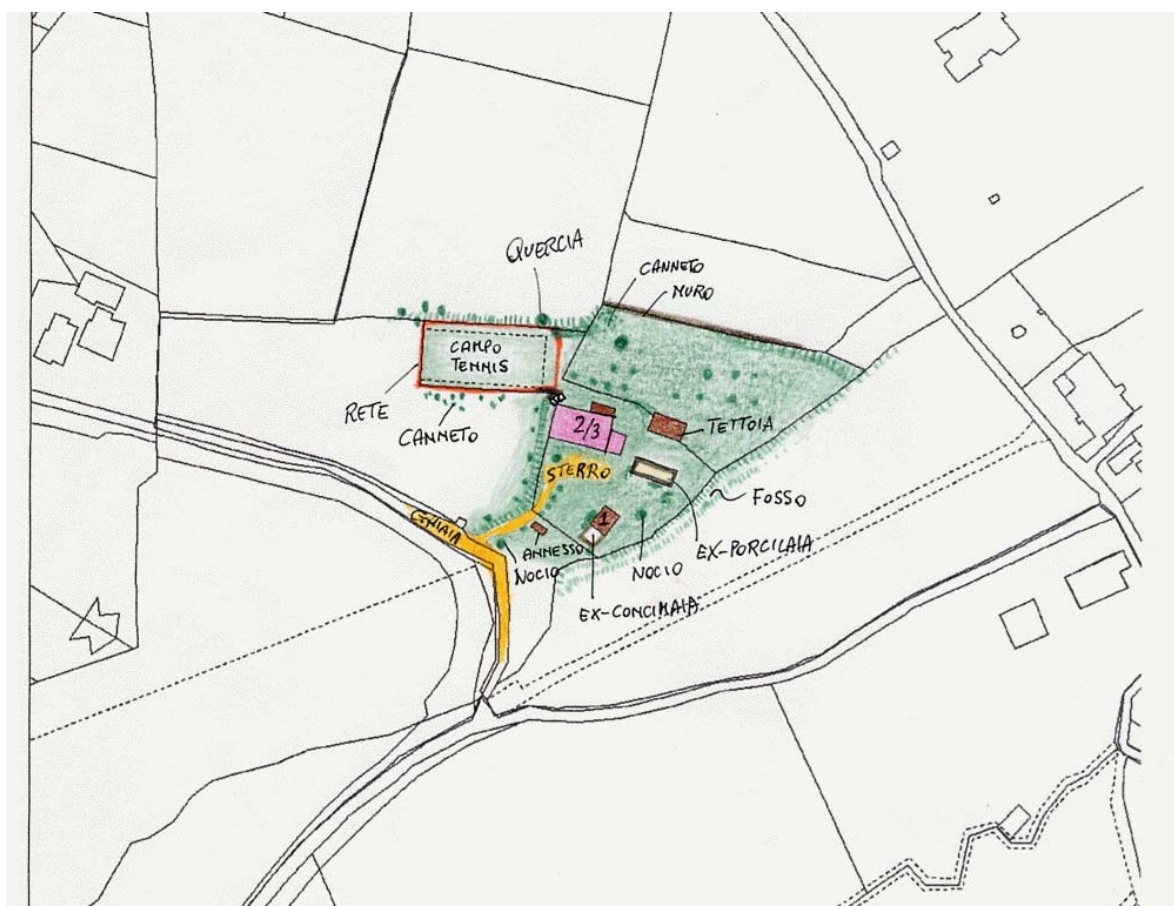 QUERCIA
CANNETO
MURO
CAMPO
TENNIS
RETE
CANNETO
2/3
TETTOIA
STERRO
FOSSO
GHIAIA
1
ANNESSO
NOCIO
NOCIO
EX-PORCILAIA
EX-CONCIMAIA